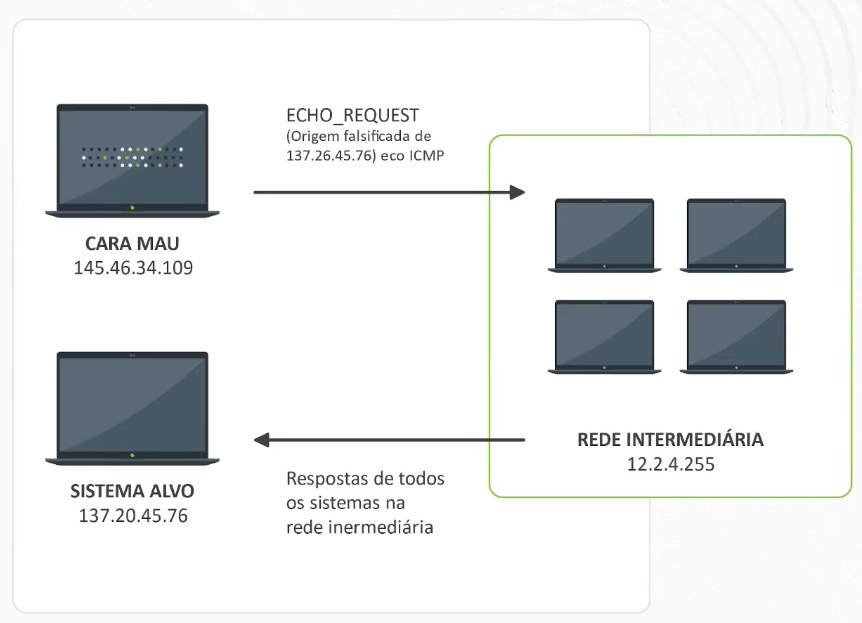 ECHO_REQUEST
(Origem falsificada de
137.26.45.76) eco ICMP
CARA MAU
145.46.34.109
REDE INTERMEDIÁRIA
12.2.4.255
SISTEMA ALVO
137.20.45.76
Respostas de todos
os sistemas na
rede inermediária